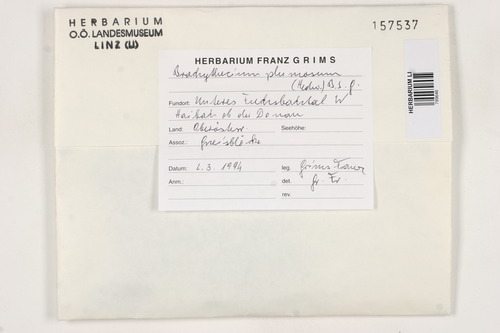 HERBARIUM
O.Ö. LANDESMUSEUM
LINZ (LI)
157537
HERBARIUM LI
HERBARIUM FRANZ GRIMS
Brachythecium plumosum
(Hedw.) B.S.G.
Fundort: Unteres W
Haibach ob der Donau
Land: Oberösterr. Seehöhe:
Assoz.: Gneisblöcke
Datum: 6.3.1994 leg. Grims Franz
Anm.: det. Gr. Fr.
rev.